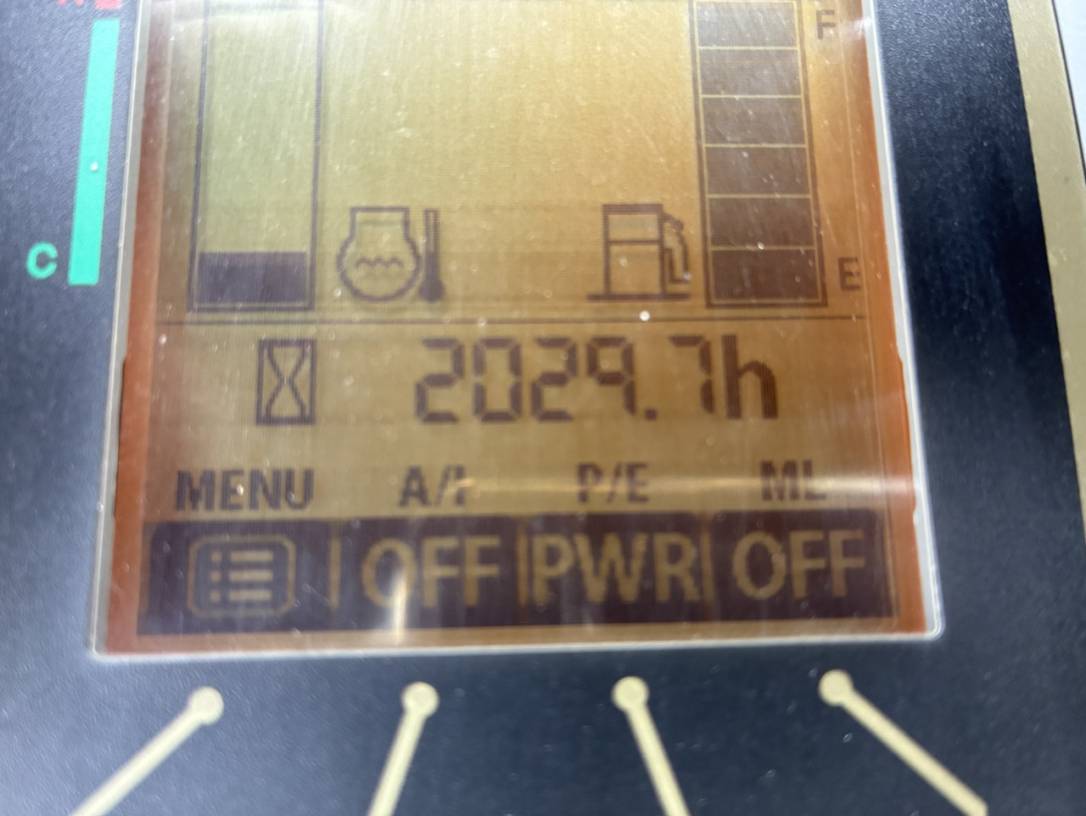 F
C
E
2029.7h
MENU A/I P/E ML
OFF PWR OFF